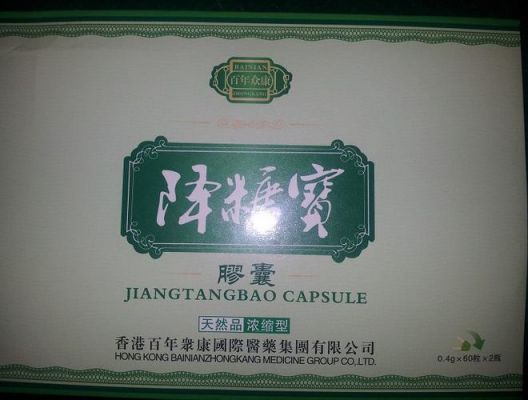 BAINIAN
百年众康
ZHONGKANG
降糖寶
膠囊
JIANGTANGBAO CAPSULE
天然品 浓缩型
香港百年衆康國際醫藥集團有限公司
HONG KONG BAINIANZHONGKANG MEDICINE GROUP CO.,LTD.
0.4g×60粒×2瓶